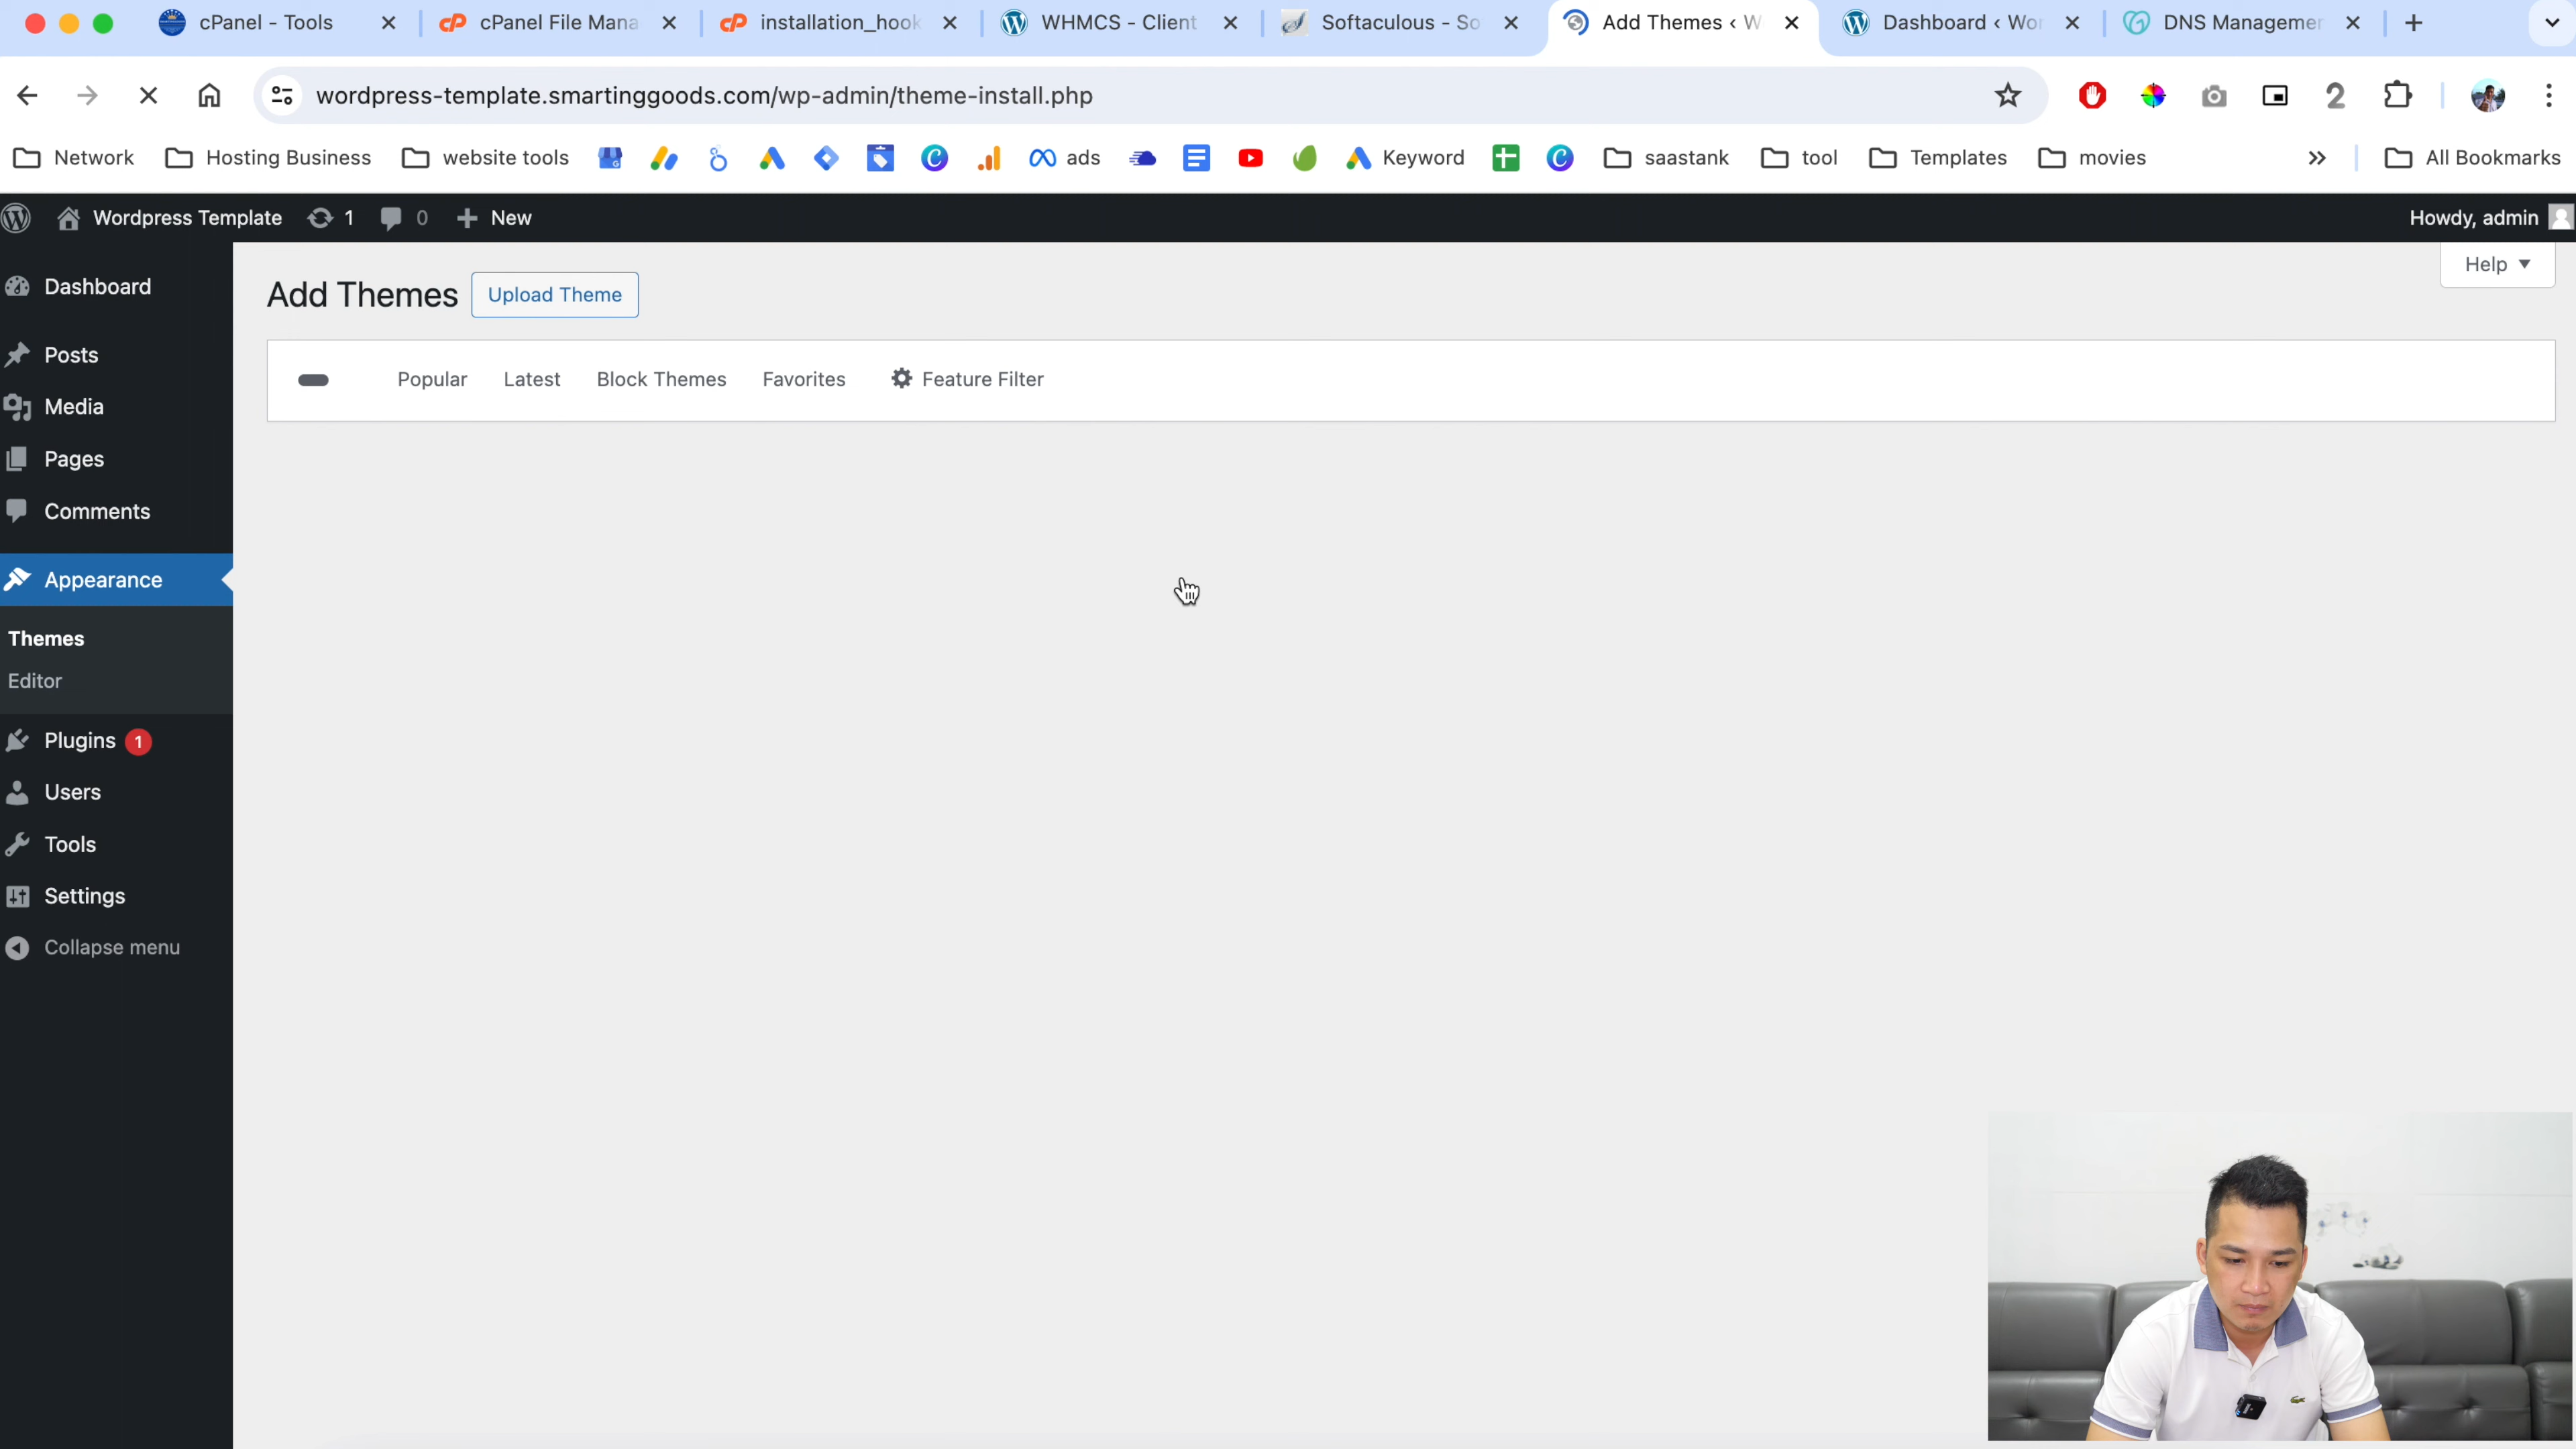 cPanel - Tools
cPanel File Mana
installation_hook
WHMCS - Client
Softaculous - So
Add Themes ‹ W
Dashboard ‹ Wor
DNS Managemen
wordpress-template.smartinggoods.com/wp-admin/theme-install.php
Network
Hosting Business
website tools
ads
Keyword
saastank
tool
Templates
movies
All Bookmarks
Wordpress Template
1
0
New
Howdy, admin
Help
Dashboard
Posts
Media
Pages
Comments
Appearance
Themes
Editor
Plugins 1
Users
Tools
Settings
Collapse menu
Add Themes
Upload Theme
Popular
Latest
Block Themes
Favorites
Feature Filter